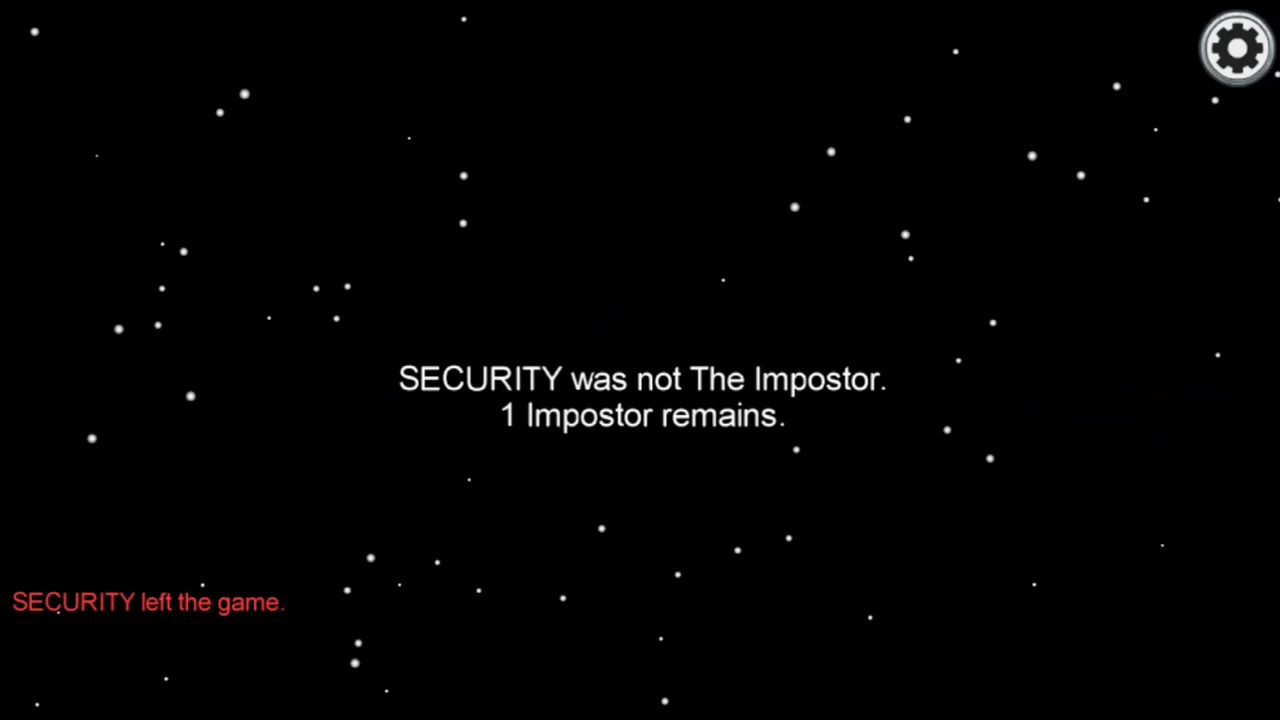 SECURITY was not The Impostor.
1 Impostor remains.
SECURITY left the game.